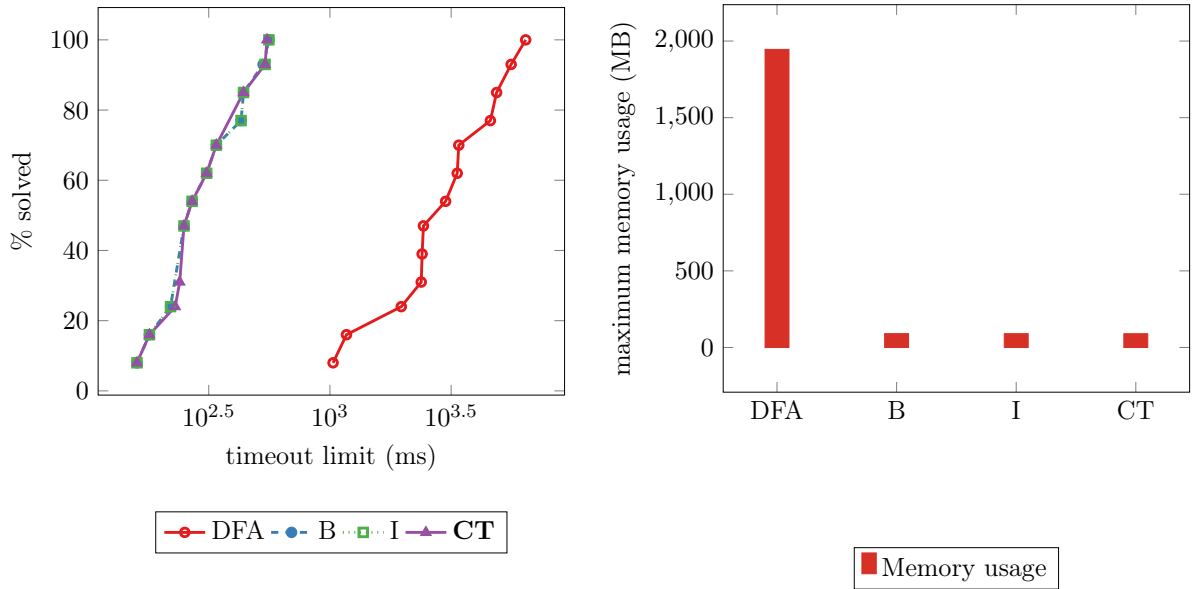 100
80
60
40
20
0
% solved
10^2.5
10^3
10^3.5
timeout limit (ms)
DFA B I CT
2,000
1,500
1,000
500
0
maximum memory usage (MB)
DFA B I CT
Memory usage